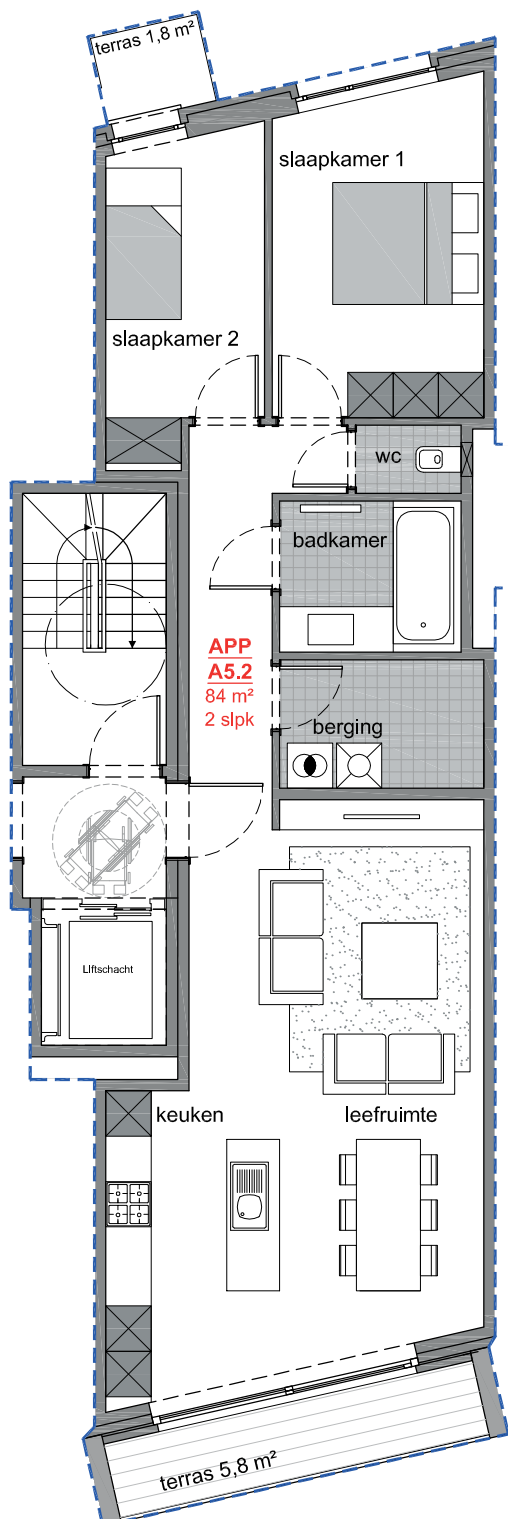 terras 1,8 m²
slaapkamer 1
slaapkamer 2
wc
badkamer
APP
A5.2
84 m²
2 slpk
berging
Liftschacht
keuken
leefruimte
terras 5,8 m²